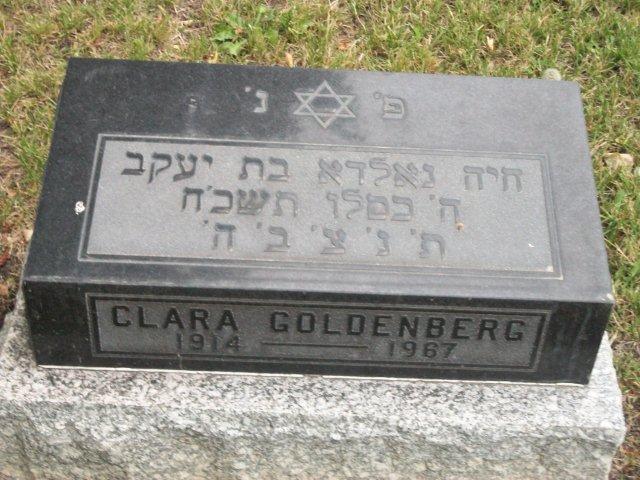 פ' נ'
חיה גאלדא בת יעקב
ה' כסלו תשכ"ח
ת' נ' צ' ב' ה'
CLARA GOLDENBERG
1914 — 1967